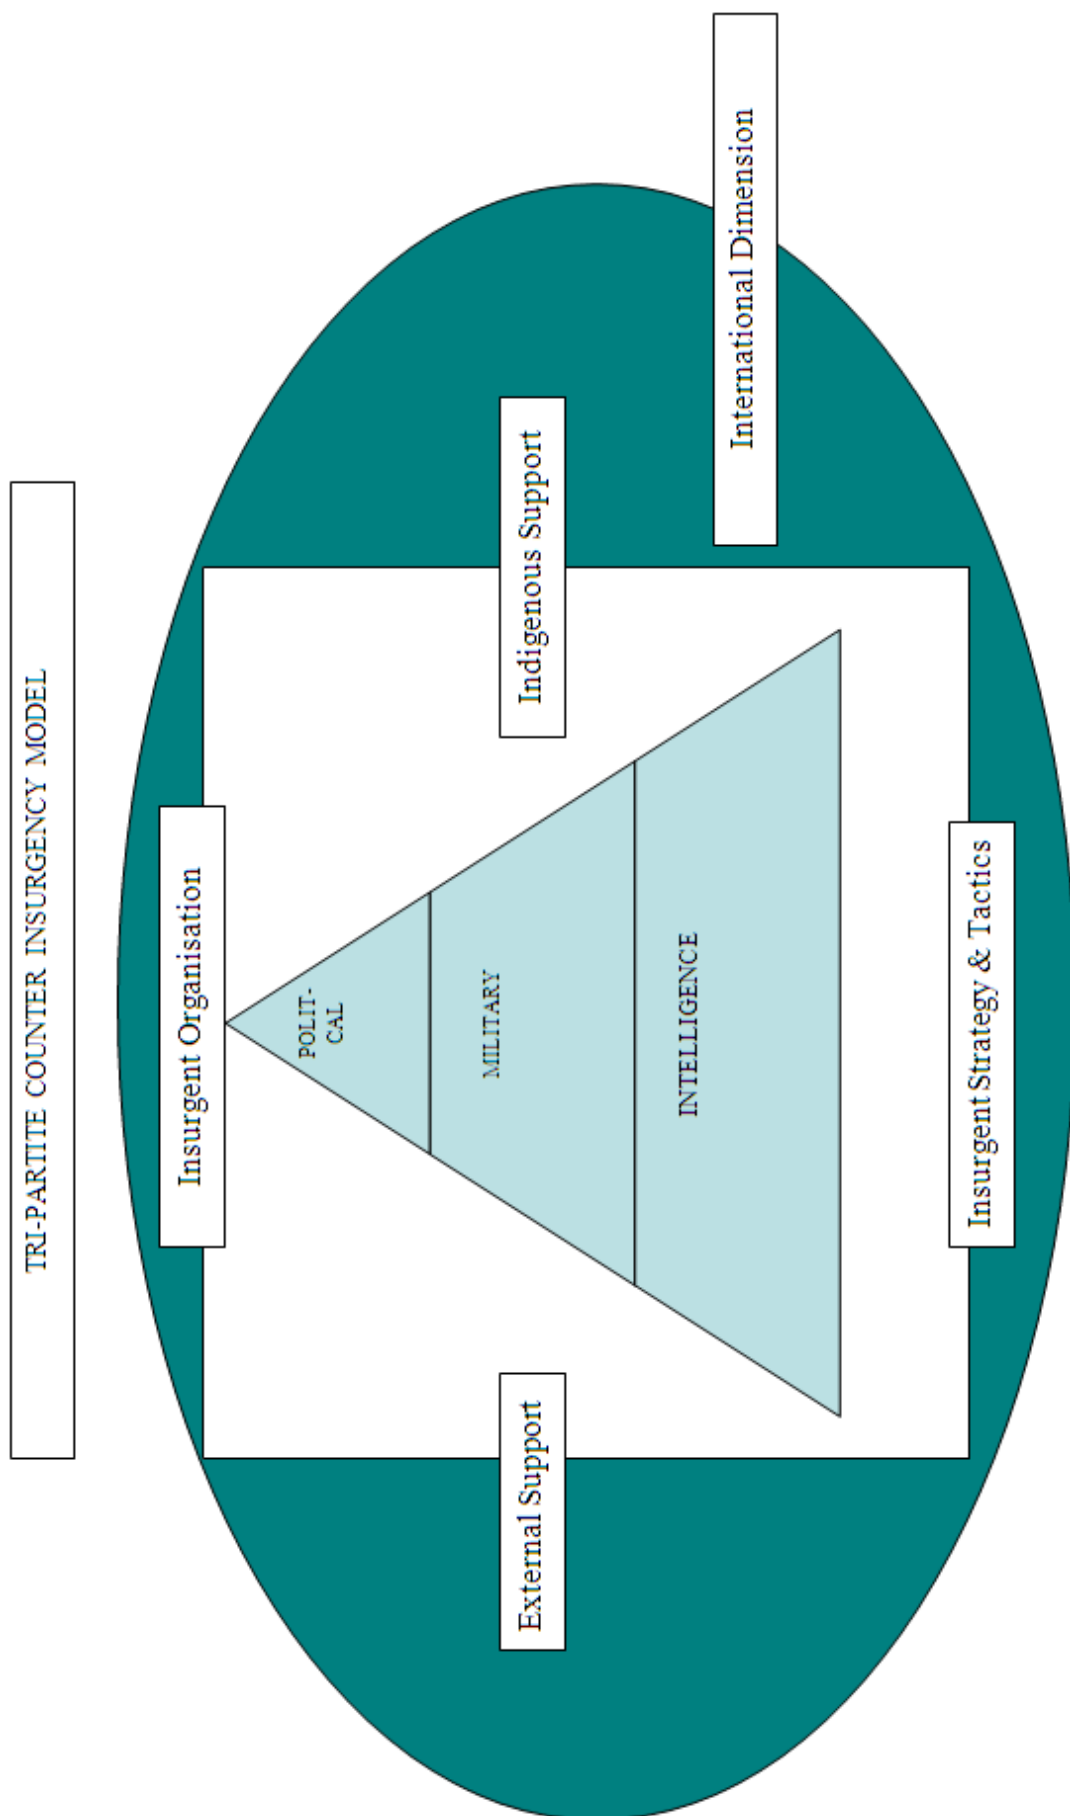 TRI-PARTITE COUNTER INSURGENCY MODEL
Insurgent Organisation
POLIT-
CAL
MILITARY
External Support
Indigenous Support
INTELLIGENCE
International Dimension
Insurgent Strategy & Tactics